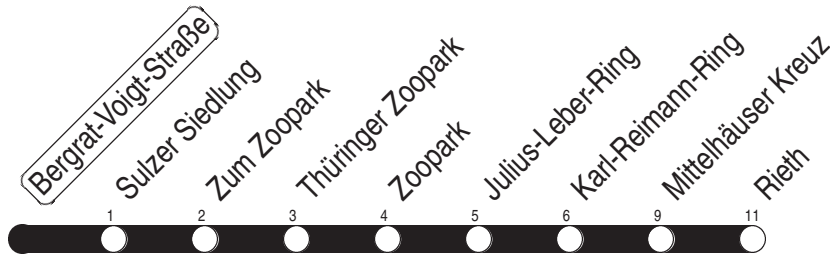 Bergrat-Voigt-Straße
Sulzer Siedlung
Zum Zoopark
Thüringer Zoopark
Zoopark
Julius-Leber-Ring
Karl-Reimann-Ring
Mittelhäuser Kreuz
Rieth
1 2 3 4 5 6 9 11